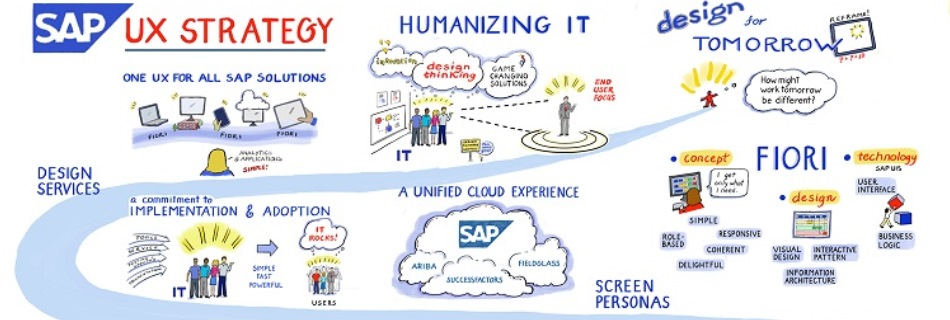 SAP UX STRATEGY
ONE UX FOR ALL SAP SOLUTIONS
FIORI
FIORI
FIORI
ANALYTICS
& APPLICATIONS
SIMPLE!
HUMANIZING IT
innovation
design
thinking
GAME
CHANGING
SOLUTIONS
END
USER
FOCUS
IT
design for
TOMORROW
REFRAME!
How might
work tomorrow
be different?
DESIGN
SERVICES
a commitment to
IMPLEMENTATION & ADOPTION
IT
SIMPLE
FAST
POWERFUL
IT
ROCKS!
USERS
A UNIFIED CLOUD EXPERIENCE
SAP
ARIBA
SUCCESSFACTORS
FIELDGLASS
SCREEN
PERSONAS
FIORI
concept
I get
only what
I need.
SIMPLE
ROLE-
BASED
RESPONSIVE
COHERENT
DELIGHTFUL
design
VISUAL
DESIGN
INTERACTIVE
PATTERN
INFORMATION
ARCHITECTURE
technology
SAP UI5
USER
INTERFACE
BUSINESS
LOGIC